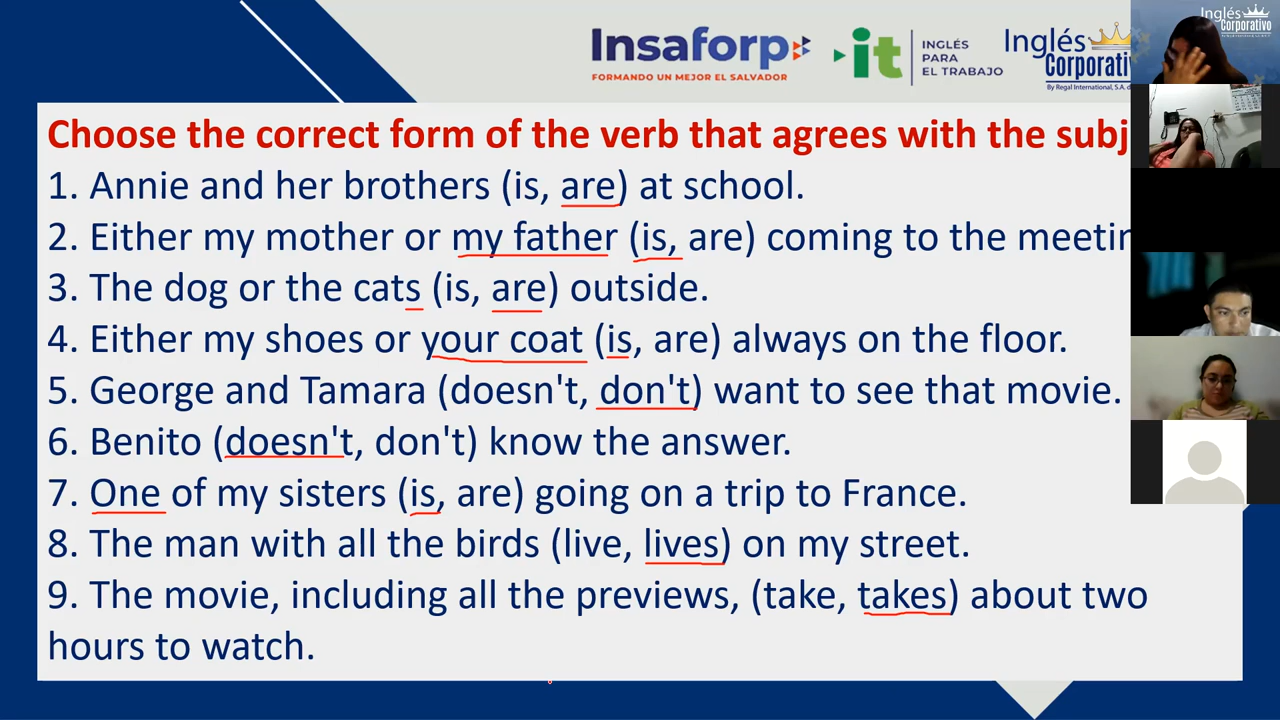 Insaforp
FORMANDO UN MEJOR EL SALVADOR
it
INGLÉS
PARA
EL TRABAJO
Inglés
Corporativ
By Regal International, S.A. d
Inglés
Corporativo
Choose the correct form of the verb that agrees with the subj
1. Annie and her brothers (is, are) at school.
2. Either my mother or my father (is, are) coming to the meetin
3. The dog or the cats (is, are) outside.
4. Either my shoes or your coat (is, are) always on the floor.
5. George and Tamara (doesn't, don't) want to see that movie.
6. Benito (doesn't, don't) know the answer.
7. One of my sisters (is, are) going on a trip to France.
8. The man with all the birds (live, lives) on my street.
9. The movie, including all the previews, (take, takes) about two
hours to watch.